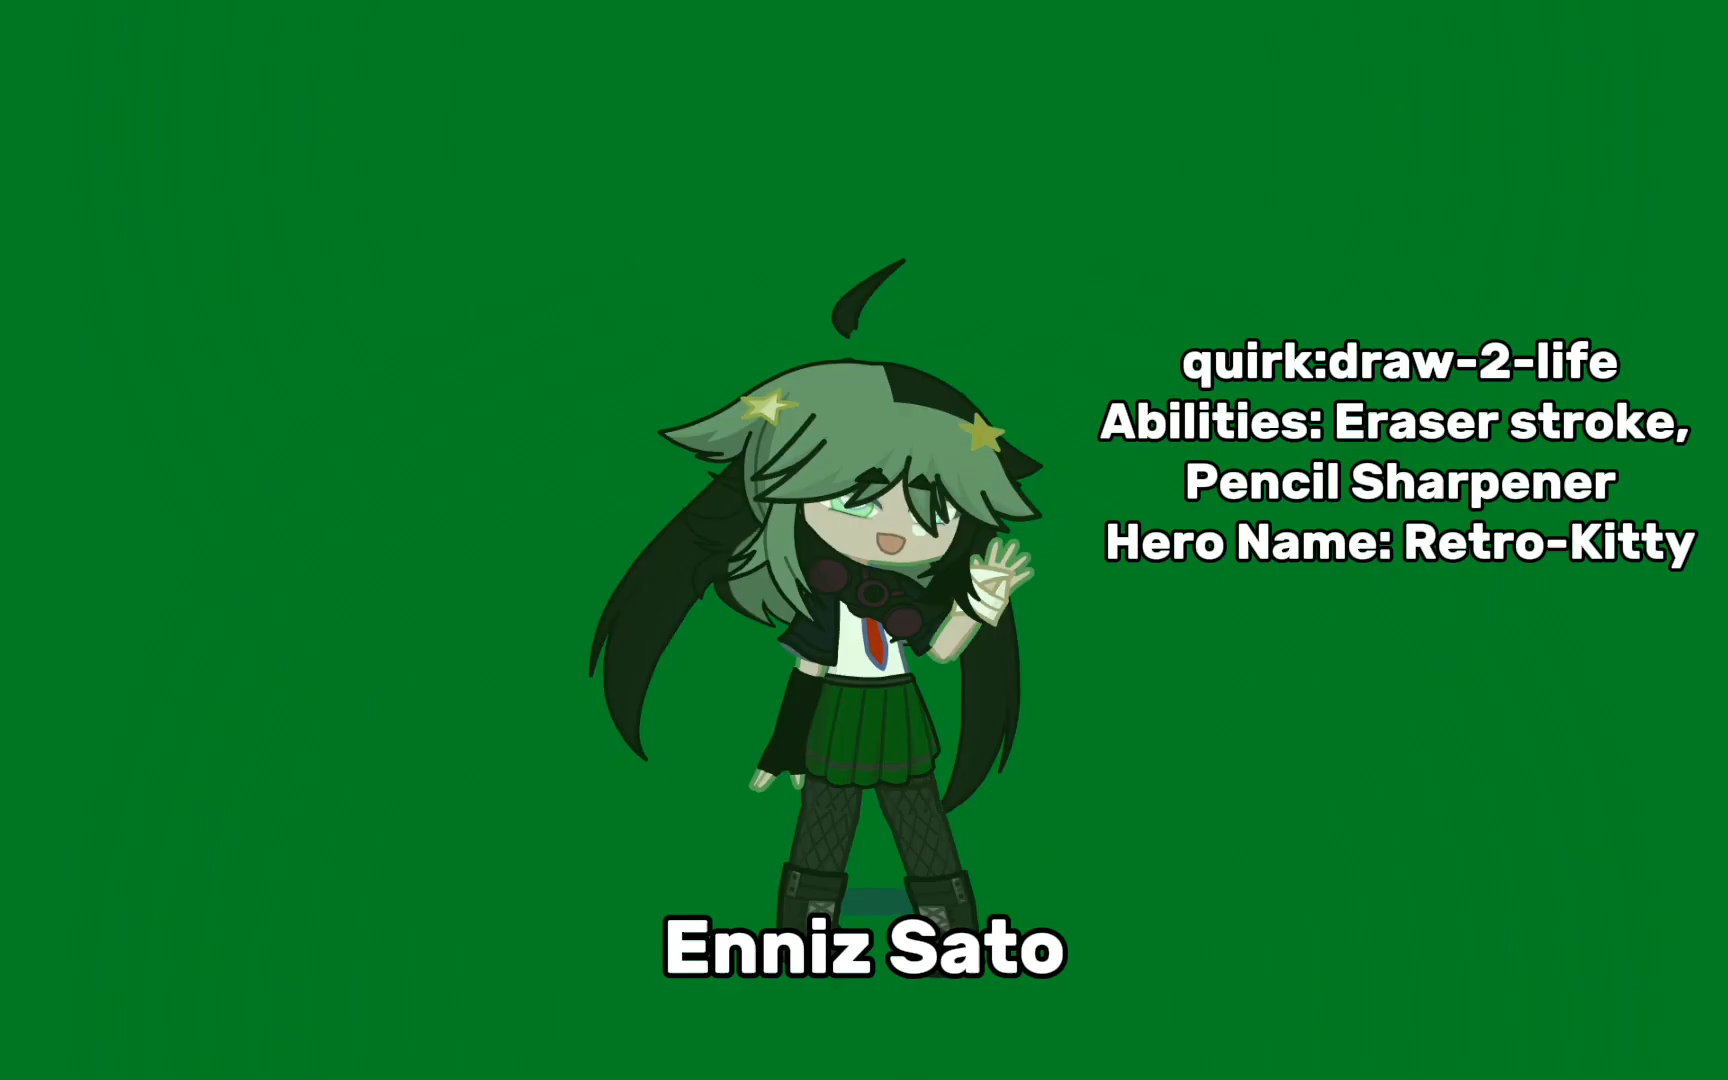 quirk:draw-2-life
Abilities: Eraser stroke,
Pencil Sharpener
Hero Name: Retro-Kitty
Enniz Sato